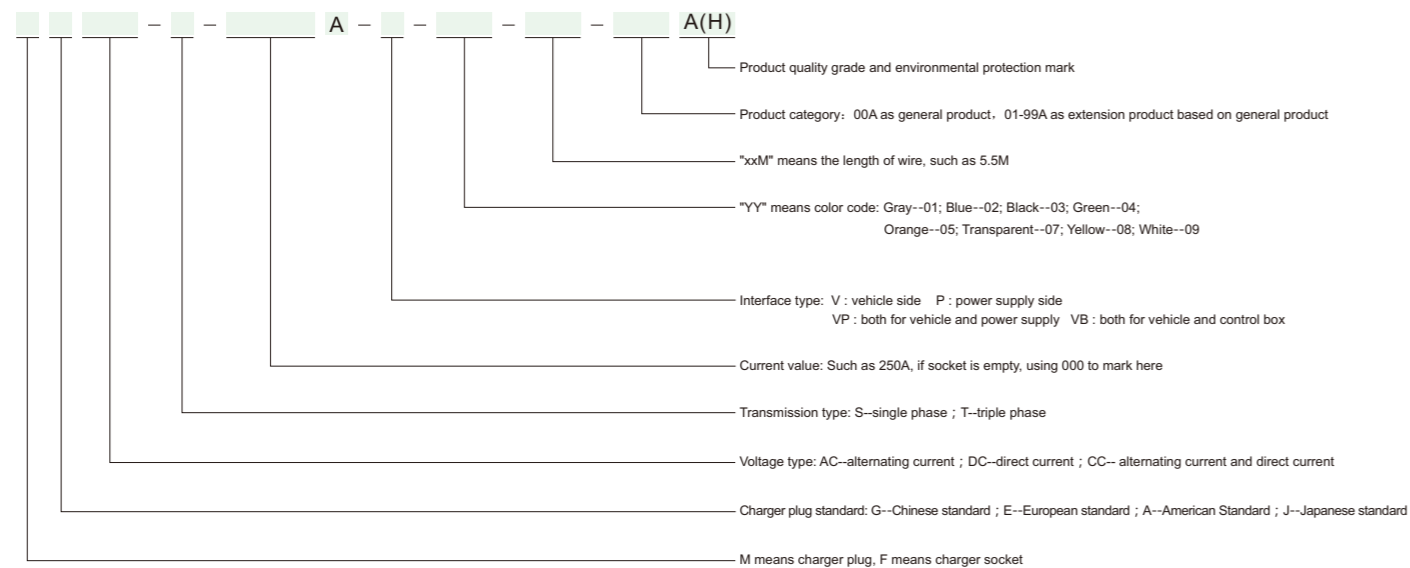 — — A — — — — A(H)
Product quality grade and environmental protection mark
Product category：00A as general product，01-99A as extension product based on general product
"xxM" means the length of wire, such as 5.5M
"YY" means color code: Gray--01; Blue--02; Black--03; Green--04;
Orange--05; Transparent--07; Yellow--08; White--09
Interface type: V : vehicle side P : power supply side
VP : both for vehicle and power supply VB : both for vehicle and control box
Current value: Such as 250A, if socket is empty, using 000 to mark here
Transmission type: S--single phase；T--triple phase
Voltage type: AC--alternating current；DC--direct current；CC-- alternating current and direct current
Charger plug standard: G--Chinese standard；E--European standard；A--American Standard；J--Japanese standard
M means charger plug, F means charger socket